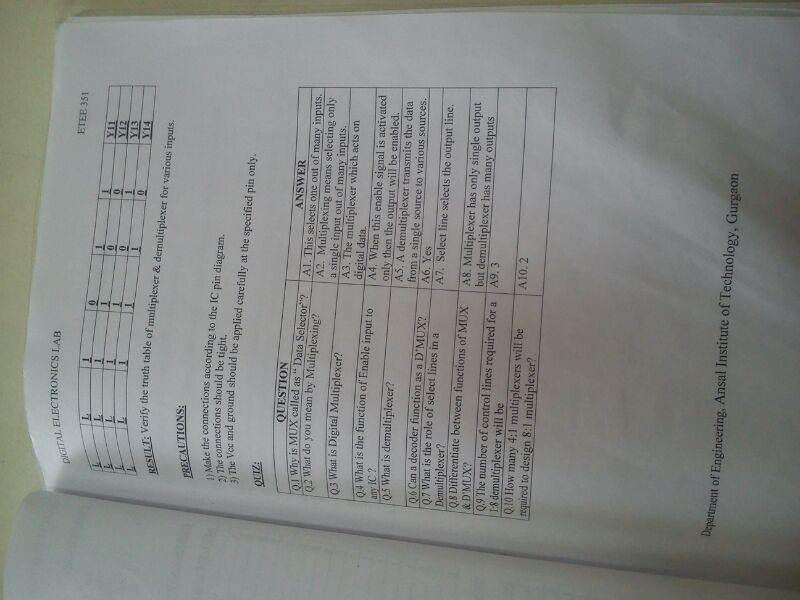 DIGITAL ELECTRONICS LAB
ETEE 351
L L 1 0 1 1 Y11
L L 1 1 0 0 Y12
L L 1 1 0 1 Y13
L L 1 1 1 0 Y14
RESULT: Verify the truth table of multiplexer & demultiplexer for various inputs.
PRECAUTIONS:
1) Make the connections according to the IC pin diagram.
2) The connections should be tight.
3) The Vcc and ground should be applied carefully at the specified pin only.
QUIZ:
QUESTION
ANSWER
Q.1 Why is MUX called as “ Data Selector”?
A1. This selects one out of many inputs.
Q.2 What do you mean by Multiplexing?
A2. Multiplexing means selecting only
a single input out of many inputs.
Q.3 What is Digital Multiplexer?
A3. The multiplexer which acts on
digital data.
Q.4 What is the function of Enable input to
any IC ?
A4. When this enable signal is activated
only then the output will be enabled.
Q.5 What is demultiplexer?
A5. A demultiplexer transmits the data
from a single source to various sources.
Q.6 Can a decoder function as a D’MUX?
A6. Yes
Q.7 What is the role of select lines in a
Demultiplexer?
A7. Select line selects the output line.
Q.8 Differentiate between functions of MUX
& D’MUX?
A8. Multiplexer has only single output
but demultiplexer has many outputs
Q.9 The number of control lines required for a
1:8 demultiplexer will be
A9. 3
Q.10 How many 4:1 multiplexers will be
required to design 8:1 multiplexer?
A10. 2
Department of Engineering, Ansal Institute of Technology, Gurgaon